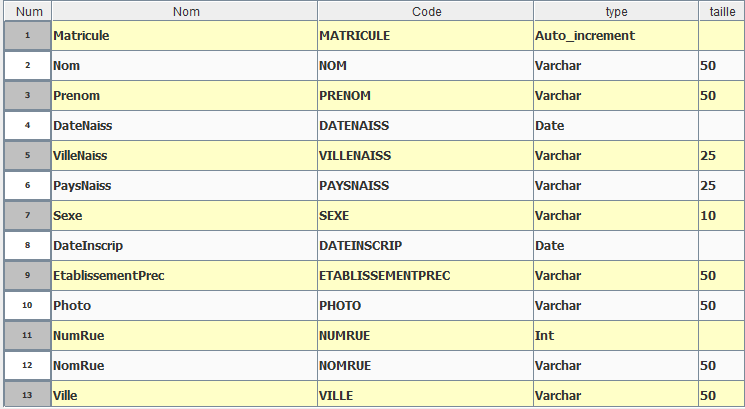 Num Nom Code type taille
1 Matricule MATRICULE Auto_increment
2 Nom NOM Varchar 50
3 Prenom PRENOM Varchar 50
4 DateNaiss DATENAISS Date
5 VilleNaiss VILLENAISS Varchar 25
6 PaysNaiss PAYSNAISS Varchar 25
7 Sexe SEXE Varchar 10
8 DateInscrip DATEINSCRIP Date
9 EtablissementPrec ETABLISSEMENTPREC Varchar 50
10 Photo PHOTO Varchar 50
11 NumRue NUMRUE Int
12 NomRue NOMRUE Varchar 50
13 Ville VILLE Varchar 50